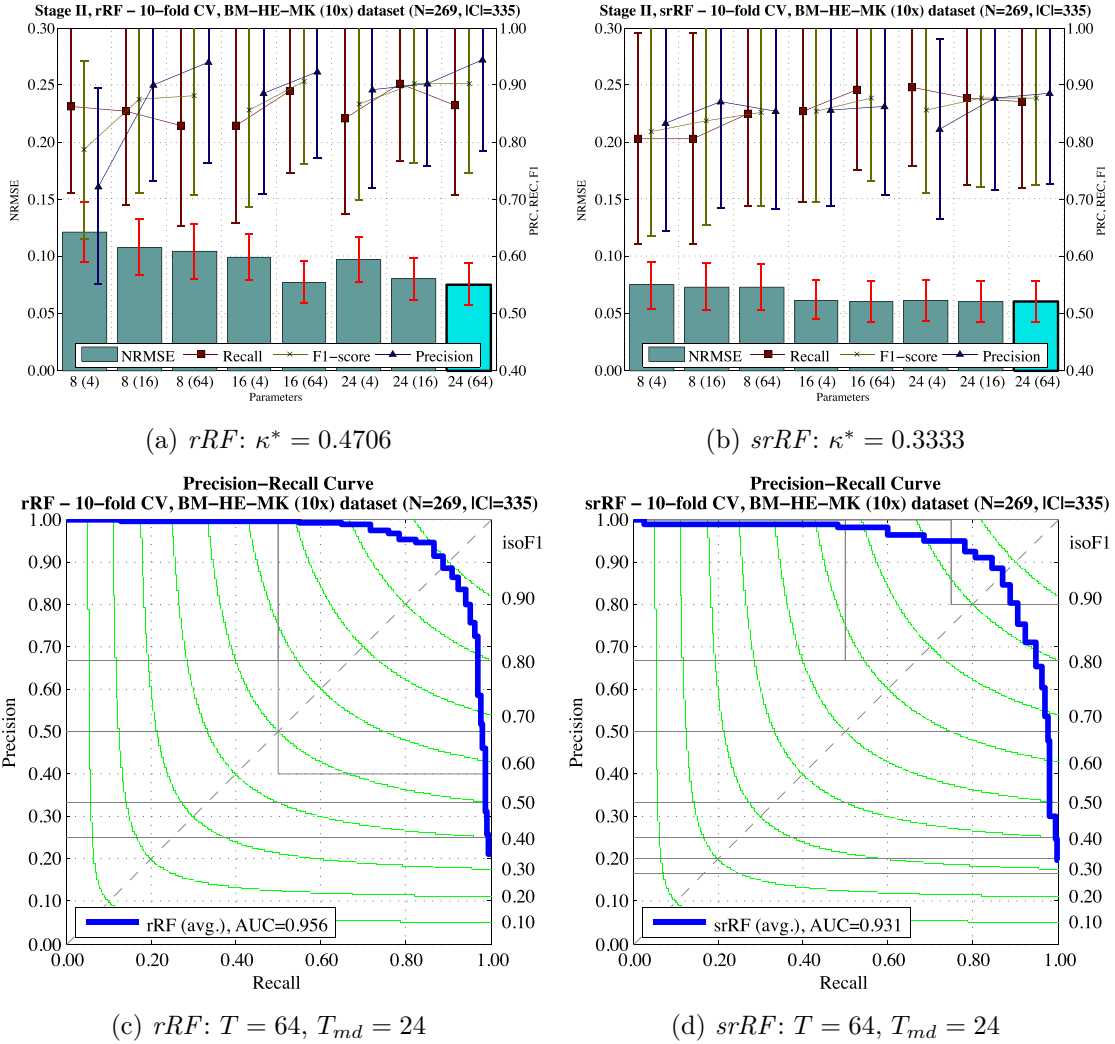 Stage II, rRF − 10−fold CV, BM−HE−MK (10x) dataset (N=269, |C|=335)
0.30
0.25
0.20
0.15
0.10
0.05
0.00
NRMSE
1.00
0.90
0.80
0.70
0.60
0.50
0.40
PRC, REC, F1
NRMSE Recall F1−score Precision
8 (4) 8 (16) 8 (64) 16 (4) 16 (64) 24 (4) 24 (16) 24 (64)
Parameters
(a) rRF: κ* = 0.4706
Stage II, srRF − 10−fold CV, BM−HE−MK (10x) dataset (N=269, |C|=335)
0.30
0.25
0.20
0.15
0.10
0.05
0.00
NRMSE
1.00
0.90
0.80
0.70
0.60
0.50
0.40
PRC, REC, F1
NRMSE Recall F1−score Precision
8 (4) 8 (16) 8 (64) 16 (4) 16 (64) 24 (4) 24 (16) 24 (64)
Parameters
(b) srRF: κ* = 0.3333
Precision−Recall Curve
rRF − 10−fold CV, BM−HE−MK (10x) dataset (N=269, |C|=335)
1.00
0.90
0.80
0.70
0.60
0.50
0.40
0.30
0.20
0.10
0.00
Precision
isoF1
0.90
0.80
0.70
0.60
0.50
0.40
0.30
0.20
0.10
rRF (avg.), AUC=0.956
0.00 0.20 0.40 0.60 0.80 1.00
Recall
(c) rRF: T = 64, T_md = 24
Precision−Recall Curve
srRF − 10−fold CV, BM−HE−MK (10x) dataset (N=269, |C|=335)
1.00
0.90
0.80
0.70
0.60
0.50
0.40
0.30
0.20
0.10
0.00
Precision
isoF1
0.90
0.80
0.70
0.60
0.50
0.40
0.30
0.20
0.10
srRF (avg.), AUC=0.931
0.00 0.20 0.40 0.60 0.80 1.00
Recall
(d) srRF: T = 64, T_md = 24